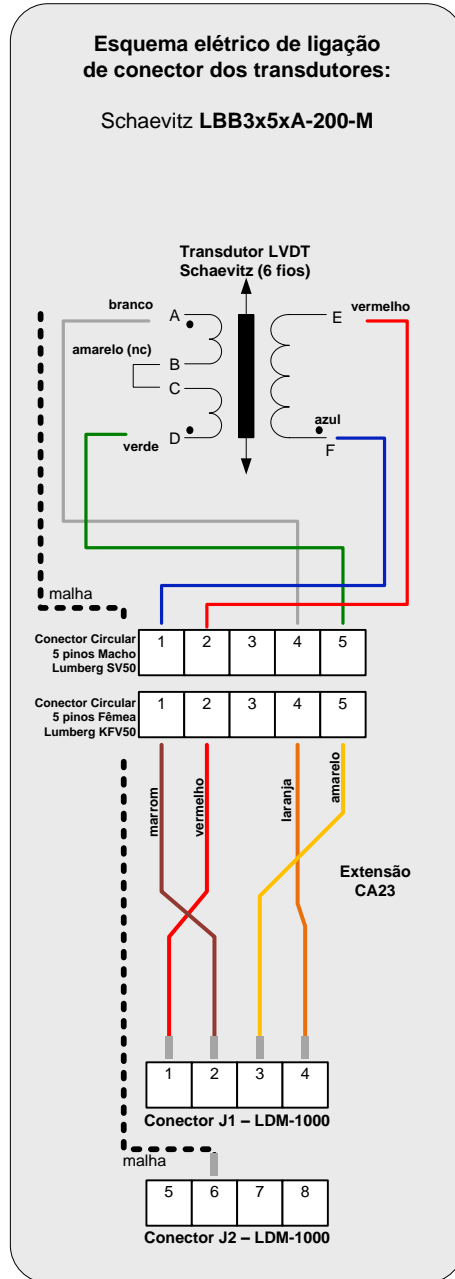 Esquema elétrico de ligação
de conector dos transdutores:
Schaevitz LBB3x5xA-200-M
Transdutor LVDT
Schaevitz (6 fios)
branco
A
E
vermelho
amarelo (nc)
B
C
azul
verde
D
F
malha
Conector Circular
5 pinos Macho
Lumberg SV50
1 2 3 4 5
Conector Circular
5 pinos Fêmea
Lumberg KFV50
1 2 3 4 5
marrom
vermelho
laranja
amarelo
Extensão
CA23
1 2 3 4
Conector J1 – LDM-1000
malha
5 6 7 8
Conector J2 – LDM-1000